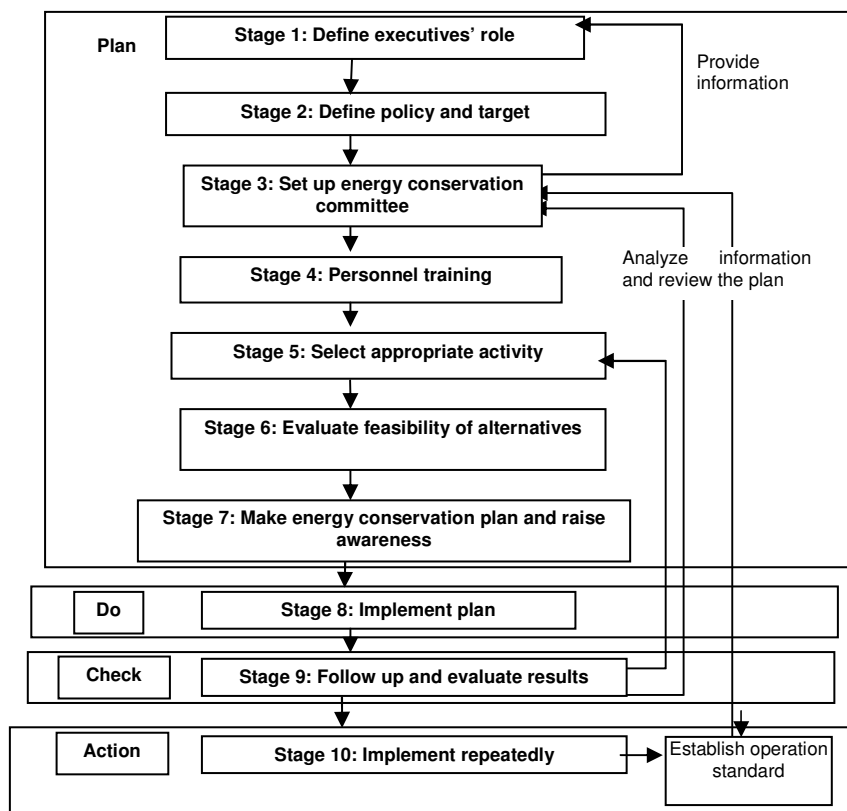 Plan
Stage 1: Define executives' role
Provide
information
Stage 2: Define policy and target
Stage 3: Set up energy conservation
committee
Analyze information
and review the plan
Stage 4: Personnel training
Stage 5: Select appropriate activity
Stage 6: Evaluate feasibility of alternatives
Stage 7: Make energy conservation plan and raise
awareness
Do
Stage 8: Implement plan
Check
Stage 9: Follow up and evaluate results
Action
Stage 10: Implement repeatedly
Establish operation
standard